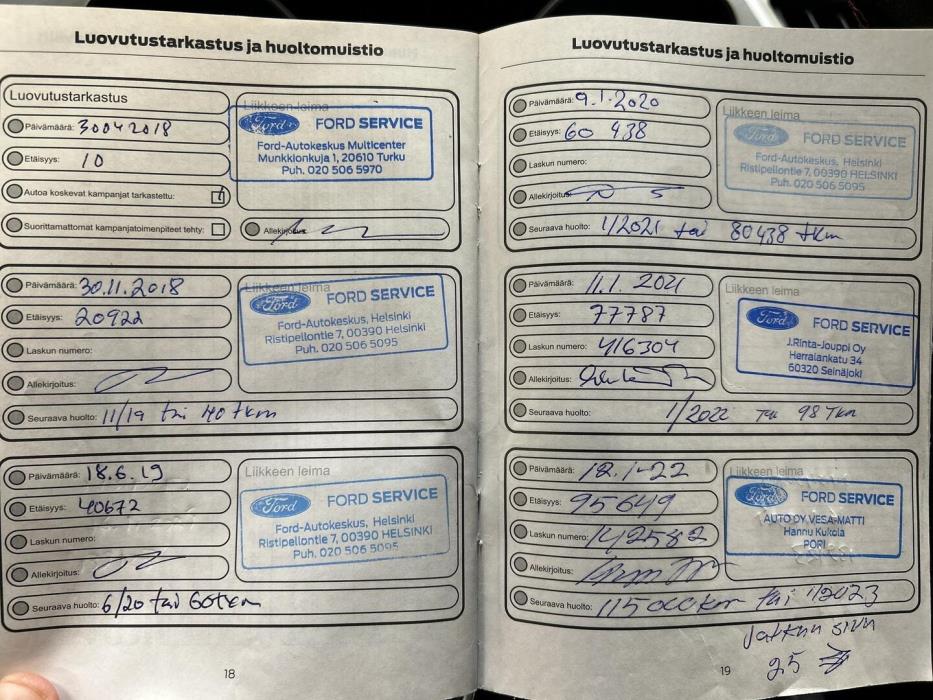 Luovutustarkastus ja huoltomuistio
Luovutustarkastus
Päivämäärä: 30042018
Etäisyys: 10
Autoa koskevat kampanjat tarkastettu:
Suorittamattomat kampanjatoimenpiteet tehty:
Liikkeen leima
Ford FORD SERVICE
Ford-Autokeskus Multicenter
Munkkionkuja 1, 20610 Turku
Puh. 020 506 5970
Allekirjoitus:
Päivämäärä: 30.11.2018
Etäisyys: 20922
Laskun numero:
Allekirjoitus:
Seuraava huolto: 11/19 tai 40 tkm
Liikkeen leima
Ford FORD SERVICE
Ford-Autokeskus, Helsinki
Ristipellontie 7, 00390 Helsinki
Puh. 020 506 5095
Päivämäärä: 18.6.19
Etäisyys: 40672
Laskun numero:
Allekirjoitus:
Seuraava huolto: 6/20 tai 60tkm
Liikkeen leima
Ford FORD SERVICE
Ford-Autokeskus, Helsinki
Ristipellontie 7, 00390 HELSINKI
Puh. 020 506 5095
18
Luovutustarkastus ja huoltomuistio
Päivämäärä: 9.1.2020
Etäisyys: 60 438
Laskun numero:
Allekirjoitus:
Seuraava huolto: 1/2021 tai 80438 tkm
Liikkeen leima
Ford FORD SERVICE
Ford-Autokeskus, Helsinki
Ristipellontie 7, 00390 HELSINKI
Puh. 020 506 5095
Päivämäärä: 11.1. 2021
Etäisyys: 77787
Laskun numero: 416304
Allekirjoitus:
Seuraava huolto: 1/2022 tai 98 Tkm
Liikkeen leima
Ford FORD SERVICE
J.Rinta-Jouppi Oy
Herralankatu 34
60320 Seinäjoki
Päivämäärä: 12.1-22
Etäisyys: 95649
Laskun numero: 142582
Allekirjoitus:
Seuraava huolto: 115 000 km tai 1/2023
Liikkeen leima
Ford FORD SERVICE
AUTO OY VESA-MATTI
Hannu Kukola
PORI
Jatkuu sivu
25
19